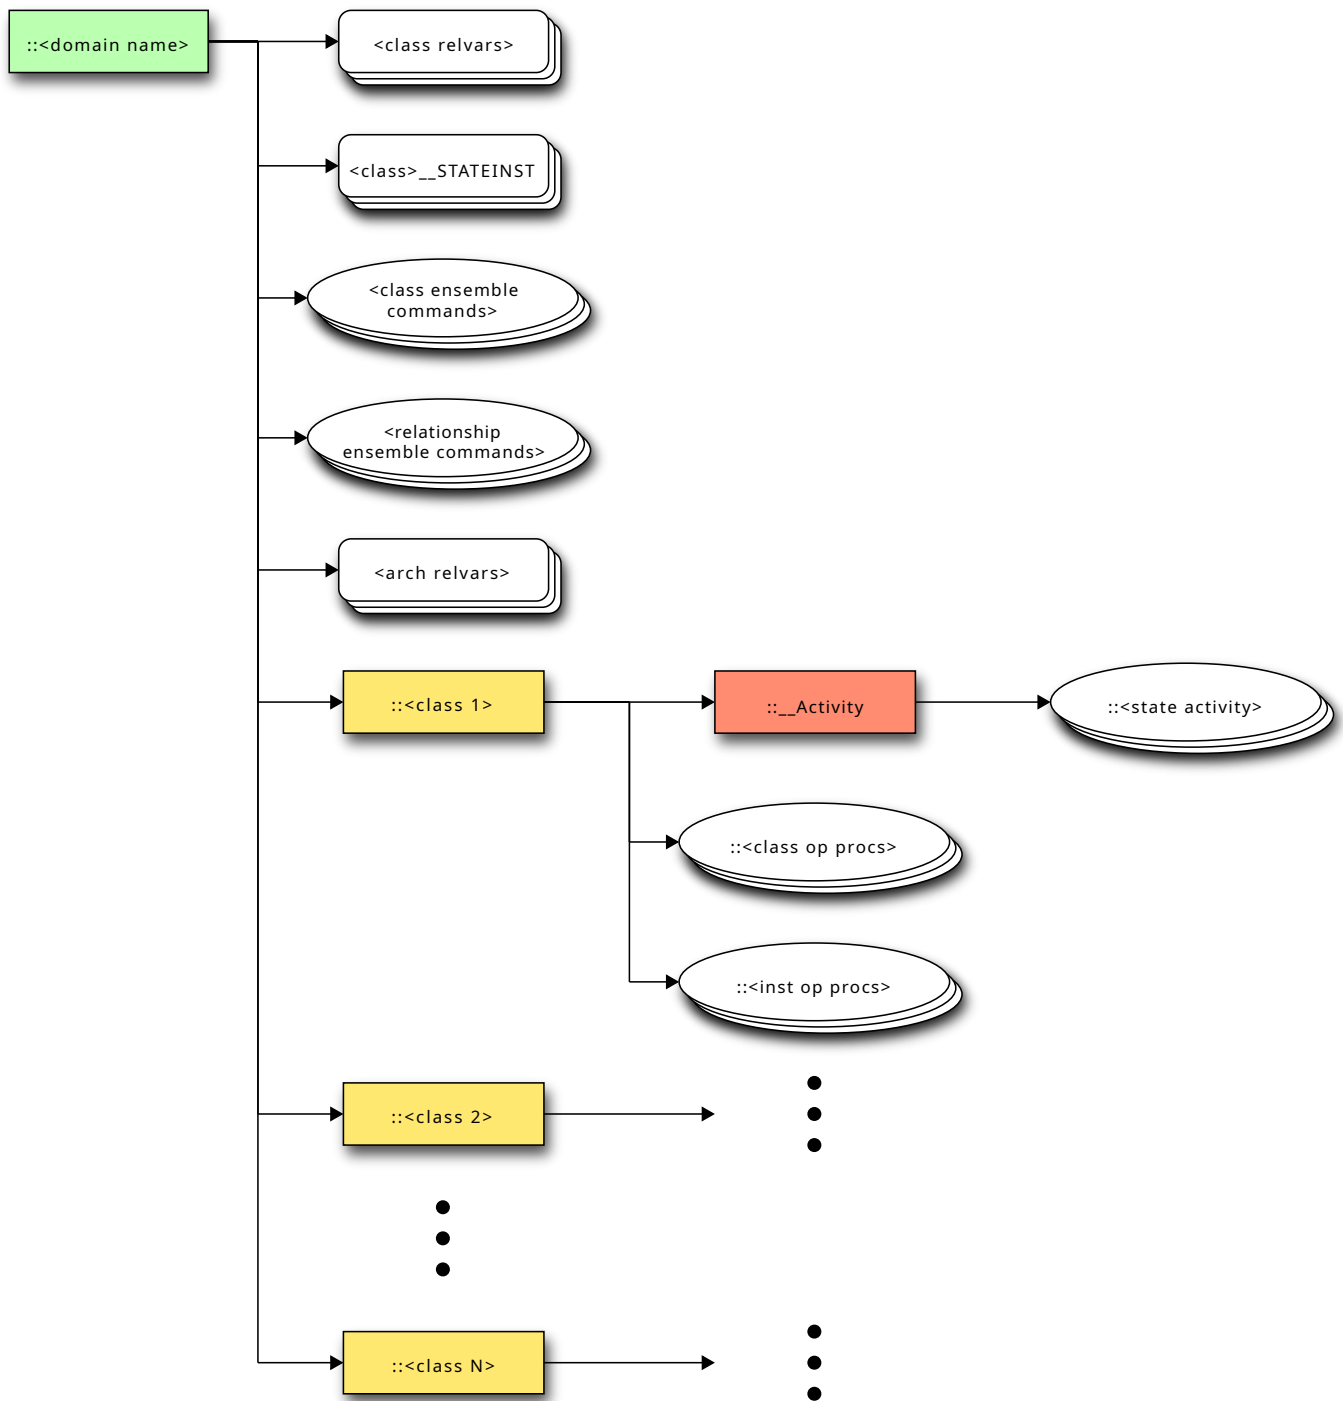 ::<domain name>
<class relvars>
<class>__STATEINST
<class ensemble
commands>
<relationship
ensemble commands>
<arch relvars>
::<class 1>
::__Activity
::<state activity>
::<class op procs>
::<inst op procs>
::<class 2>
::<class N>